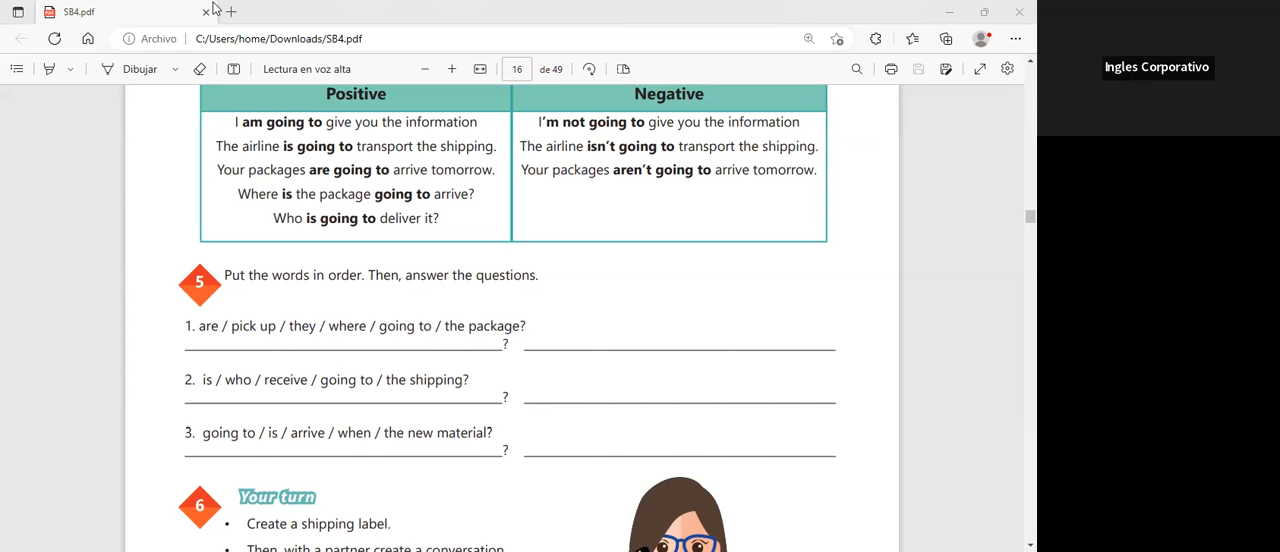 SB4.pdf
Archivo C:/Users/home/Downloads/SB4.pdf
Dibujar Lectura en voz alta 16 de 49
Ingles Corporativo
Positive Negative
I am going to give you the information I'm not going to give you the information
The airline is going to transport the shipping. The airline isn't going to transport the shipping.
Your packages are going to arrive tomorrow. Your packages aren't going to arrive tomorrow.
Where is the package going to arrive?
Who is going to deliver it?
5 Put the words in order. Then, answer the questions.
1. are / pick up / they / where / going to / the package?
?
2. is / who / receive / going to / the shipping?
?
3. going to / is / arrive / when / the new material?
?
6 Your turn
• Create a shipping label.
• Then, with a partner create a conversation